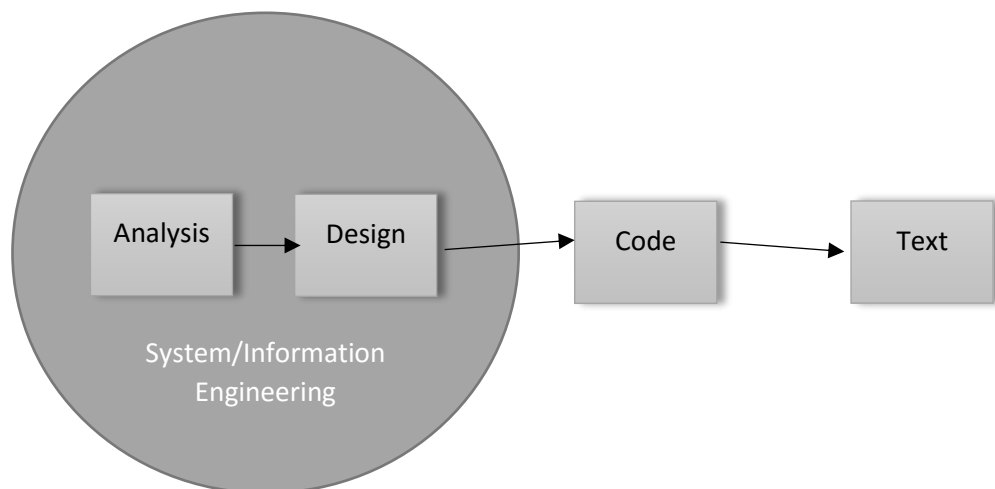 Analysis
Design
Code
Text
System/Information
Engineering